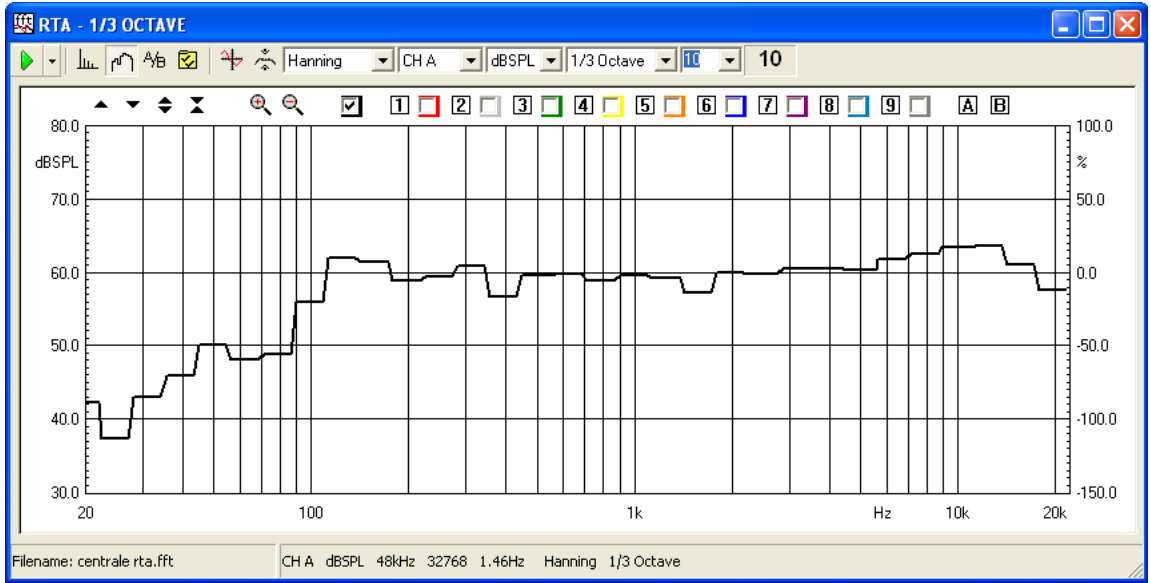 RTA - 1/3 OCTAVE
A/B Hanning CH A dBSPL 1/3 Octave 10 10
1 2 3 4 5 6 7 8 9 A B
80.0 100.0
dBSPL %
70.0 50.0
60.0 0.0
50.0 -50.0
40.0 -100.0
30.0 -150.0
20 100 1k Hz 10k 20k
Filename: centrale rta.fft CH A dBSPL 48kHz 32768 1.46Hz Hanning 1/3 Octave